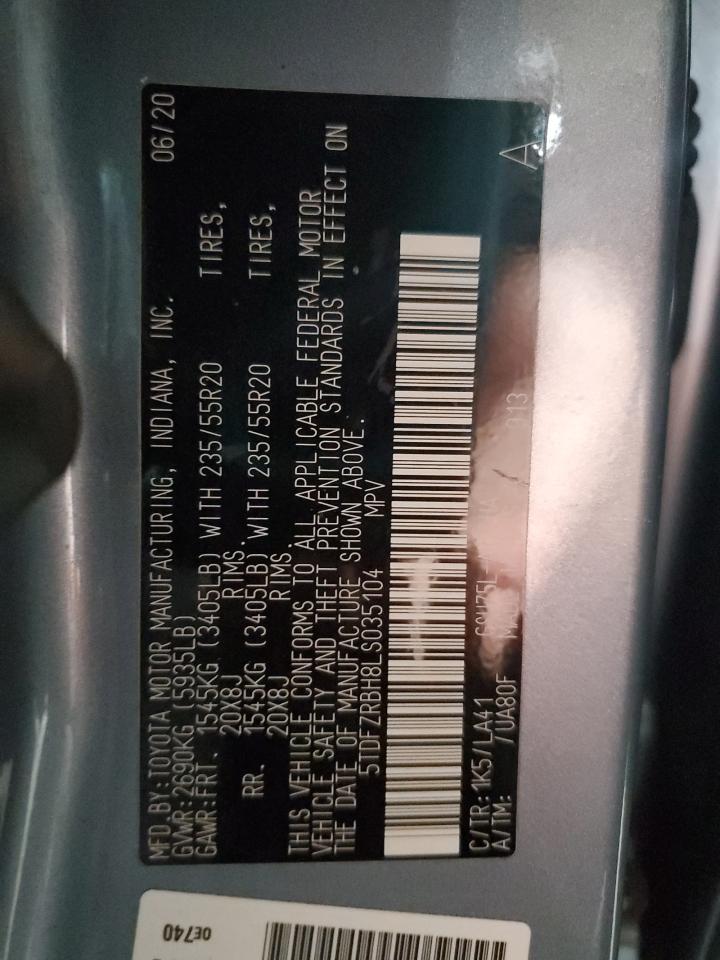 MFD.BY:TOYOTA MOTOR MANUFACTURING, INDIANA, INC. 06/20
GVWR:2690KG (5935LB)
GAWR:FRT. 1545KG (3405LB) WITH 235/55R20 TIRES,
20X8J RIMS.
RR. 1545KG (3405LB) WITH 235/55R20 TIRES,
20X8J RIMS.
THIS VEHICLE CONFORMS TO ALL APPLICABLE FEDERAL MOTOR
VEHICLE SAFETY AND THEFT PREVENTION STANDARDS IN EFFECT ON
THE DATE OF MANUFACTURE SHOWN ABOVE.
5TDFZRBH8LS035104 MPV
C/TR:1K5/LA41
A/TM: /UA80F
A
0E740